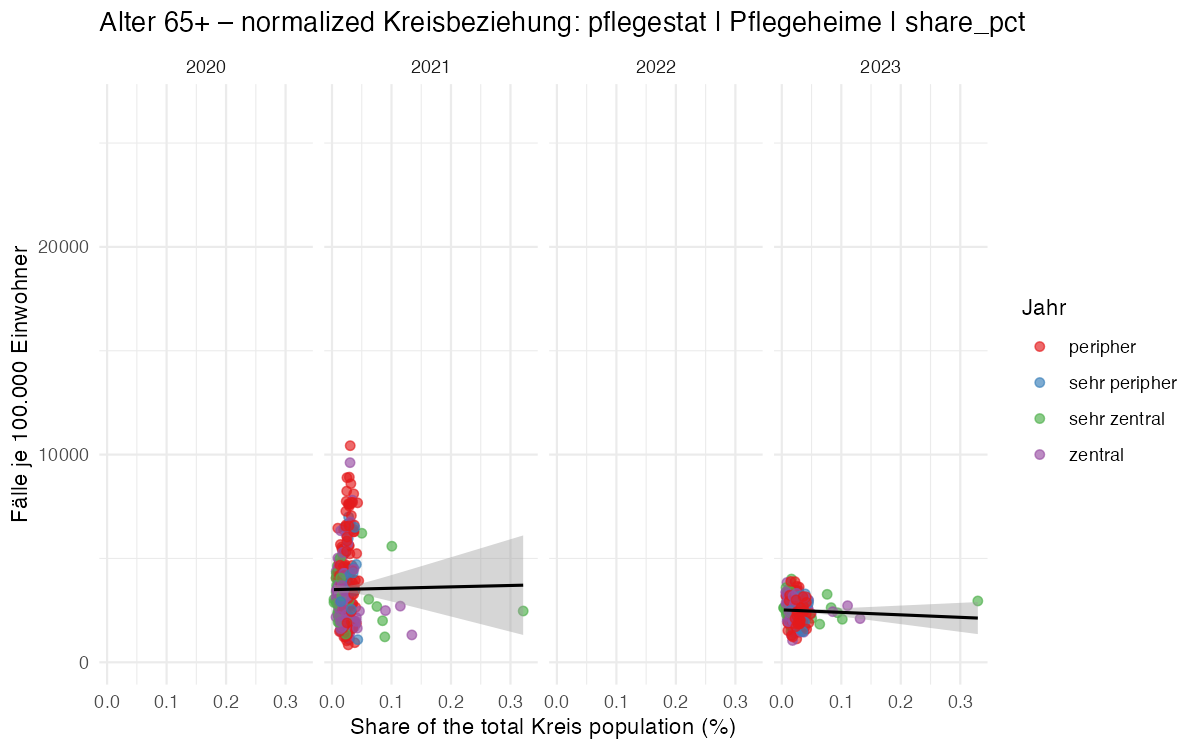 Alter 65+ – normalized Kreisbeziehung: pflegestat | Pflegeheime | share_pct
2020 2021 2022 2023
20000
10000
0
Fälle je 100.000 Einwohner
0.0 0.1 0.2 0.3 0.0 0.1 0.2 0.3 0.0 0.1 0.2 0.3 0.0 0.1 0.2 0.3
Share of the total Kreis population (%)
Jahr
peripher
sehr peripher
sehr zentral
zentral